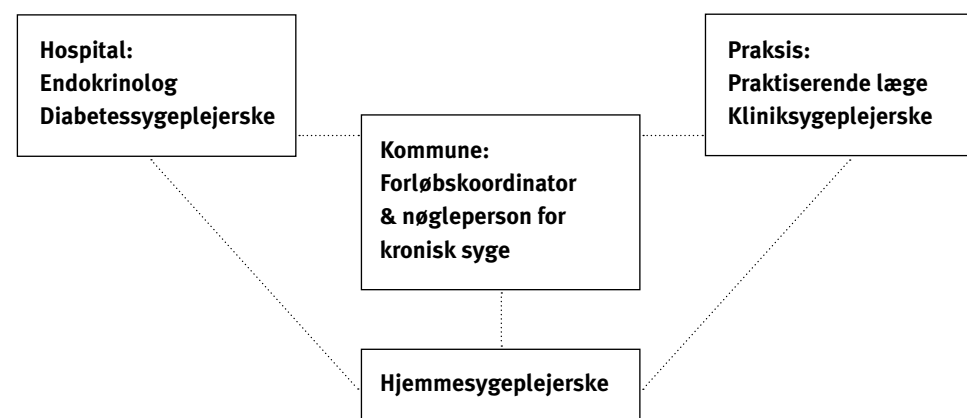 Hospital:
Endokrinolog
Diabetessygeplejerske
Praksis:
Praktiserende læge
Kliniksygeplejerske
Kommune:
Forløbskoordinator
& nøgleperson for
kronisk syge
Hjemmesygeplejerske